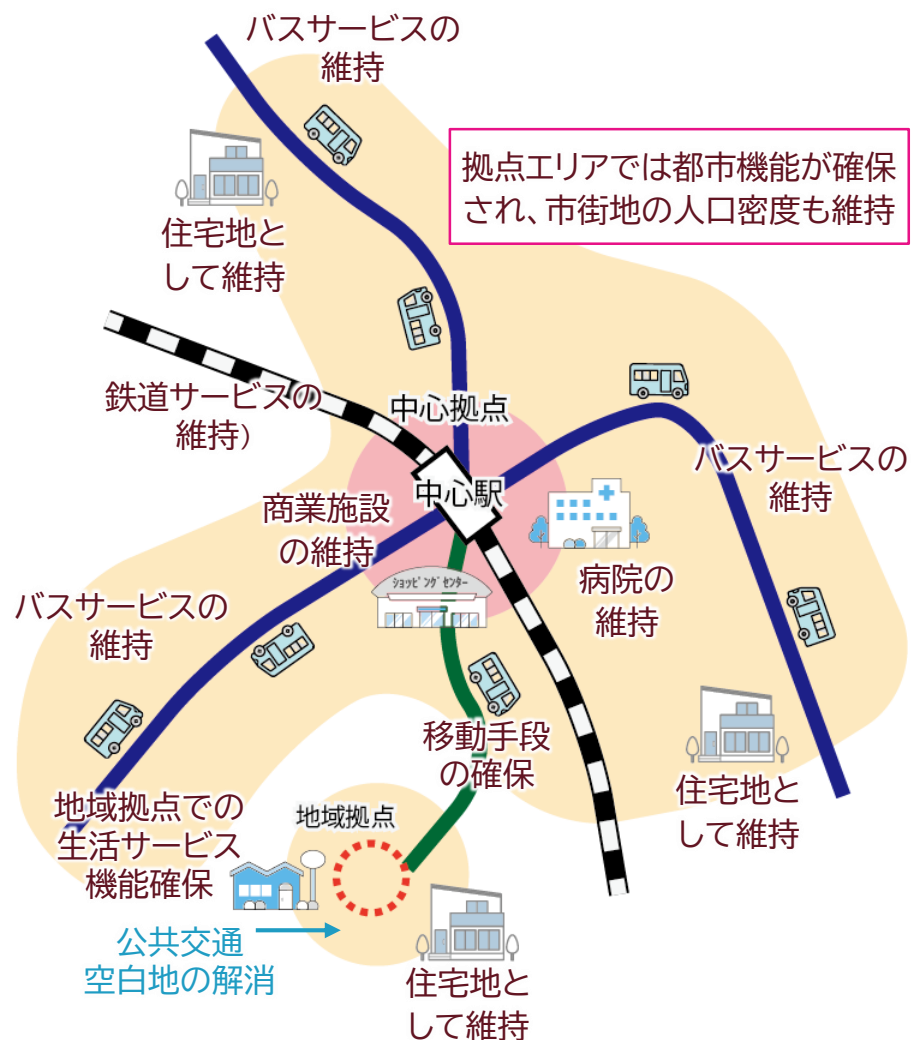 バスサービスの
維持
拠点エリアでは都市機能が確保
され、市街地の人口密度も維持
住宅地と
して維持
鉄道サービスの
維持）
中心拠点
中心駅
バスサービスの
維持
商業施設
の維持
ショッピングセンター
病院の
維持
バスサービスの
維持
移動手段
の確保
住宅地と
して維持
地域拠点での
生活サービス
機能確保
地域拠点
公共交通
空白地の解消
住宅地と
して維持